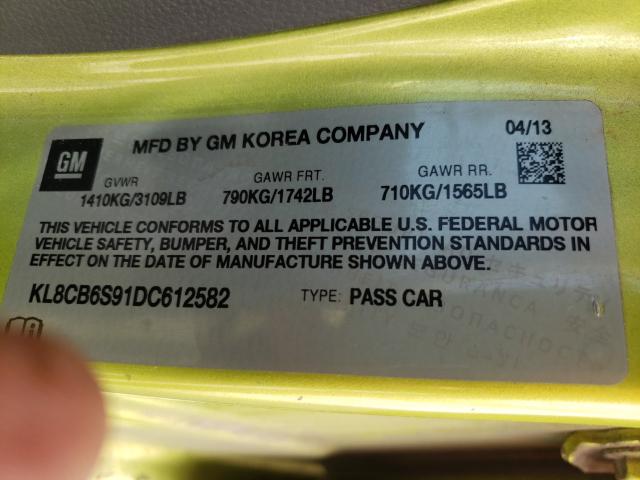 GM
MFD BY GM KOREA COMPANY
04/13
GVWR
GAWR FRT.
GAWR RR.
1410KG/3109LB
790KG/1742LB
710KG/1565LB
THIS VEHICLE CONFORMS TO ALL APPLICABLE U.S. FEDERAL MOTOR
VEHICLE SAFETY, BUMPER, AND THEFT PREVENTION STANDARDS IN
EFFECT ON THE DATE OF MANUFACTURE SHOWN ABOVE.
KL8CB6S91DC612582
TYPE: PASS CAR